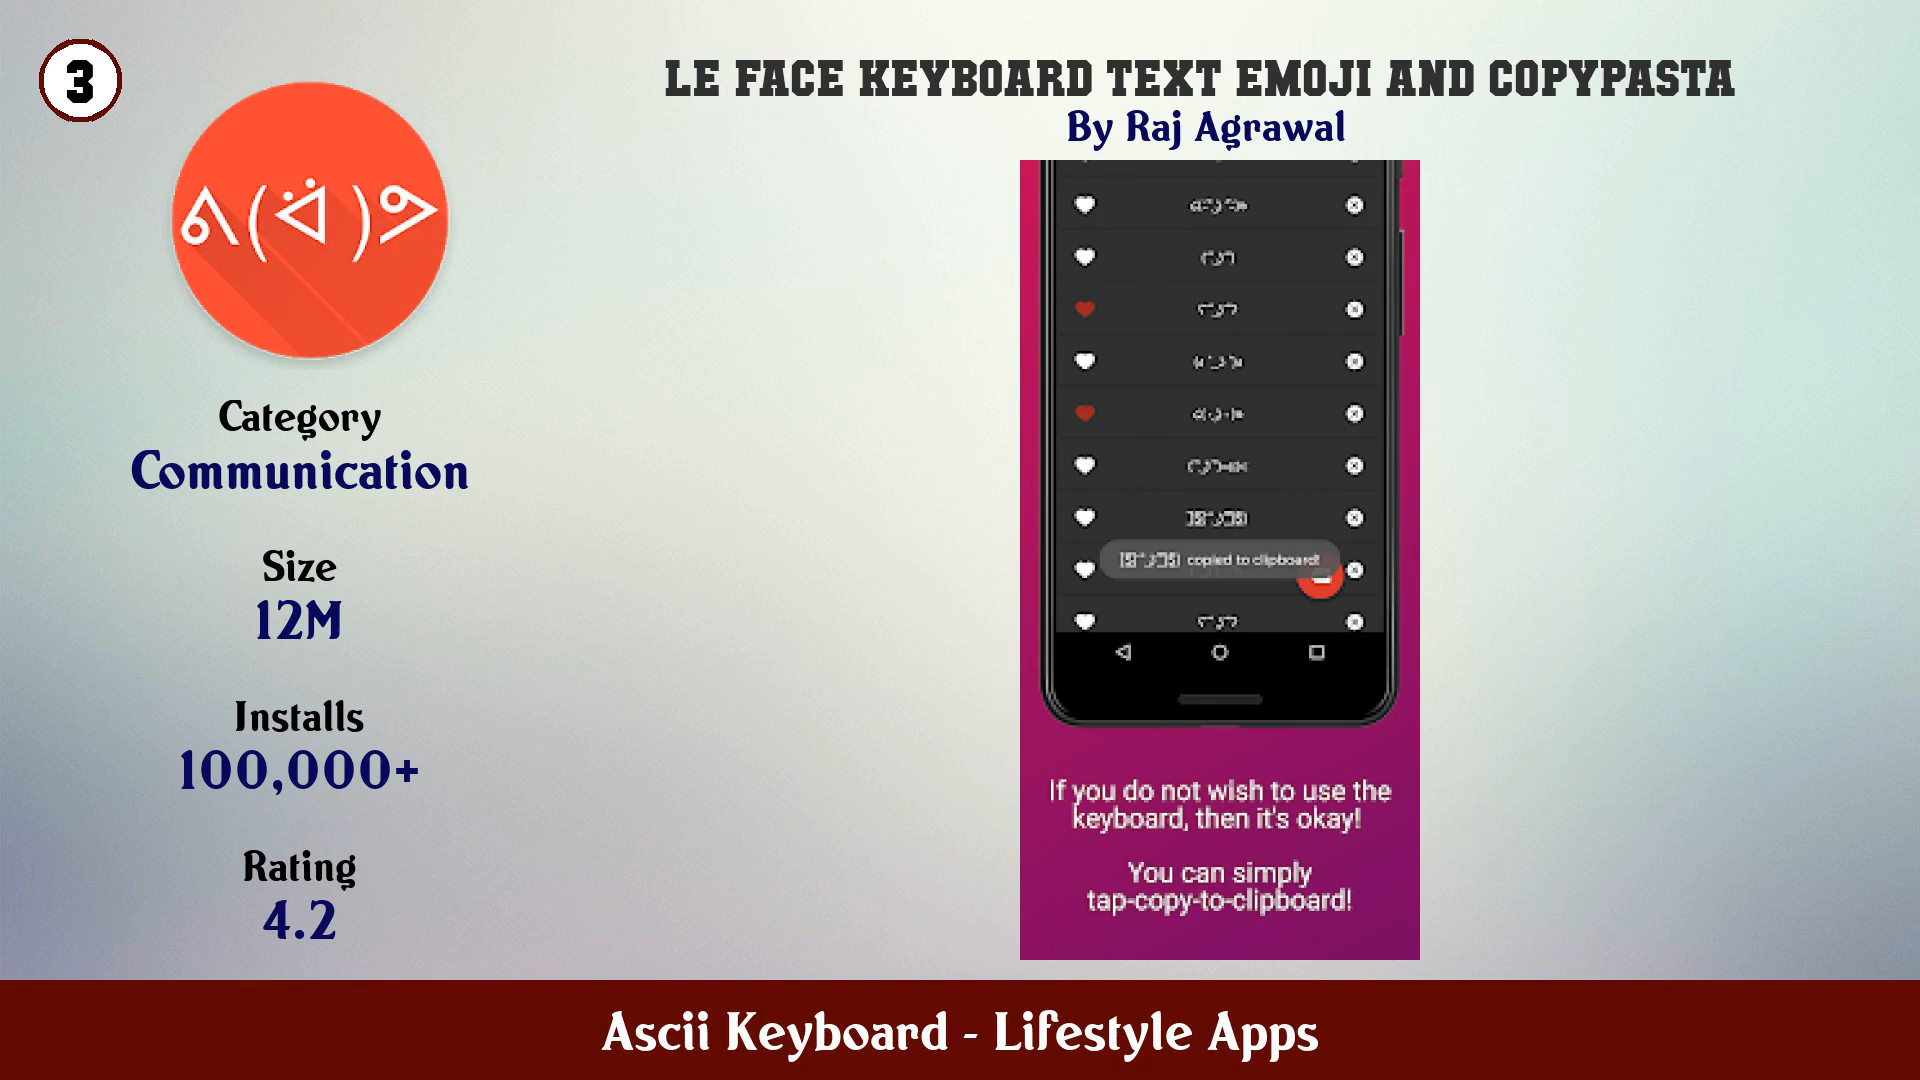 3
LE FACE KEYBOARD TEXT EMOJI AND COPYPASTA
By Raj Agrawal
ᕕ(ᐛ)ᕗ
Category
Communication
Size
12M
Installs
100,000+
Rating
4.2
copied to clipboard!
If you do not wish to use the
keyboard, then it's okay!
You can simply
tap-copy-to-clipboard!
Ascii Keyboard - Lifestyle Apps